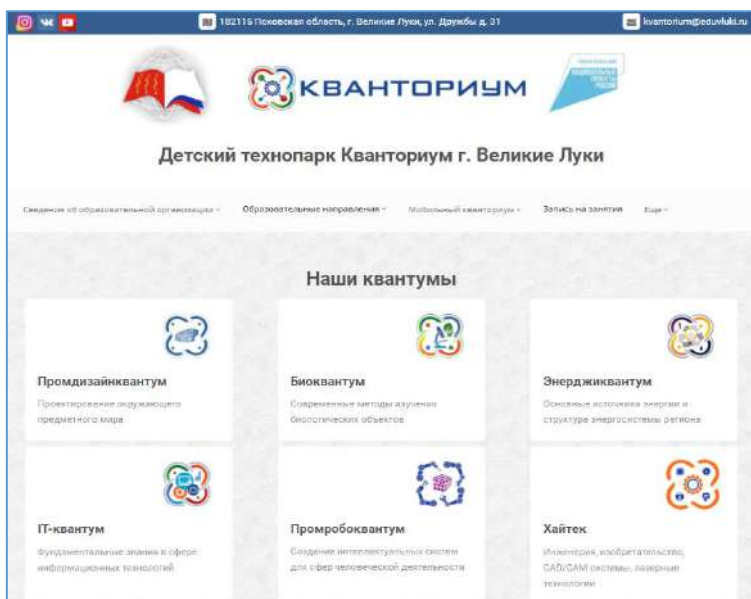 182115 Псковская область, г. Великие Луки, ул. Дружбы д. 31
kvantorium@eduvluki.ru
КВАНТОРИУМ
НАЦИОНАЛЬНЫЕ
ПРОЕКТЫ
РОССИИ
Детский технопарк Кванториум г. Великие Луки
Сведения об образовательной организации
Образовательные направления
Мобильный кванториум
Запись на занятия
Еще
Наши квантумы
Промдизайнквантум
Проектирование окружающего
предметного мира
Биоквантум
Современные методы изучения
биологических объектов
Энерджиквантум
Основные источники энергии и
структуре энергосистемы региона
IT-квантум
Фундаментальные знания в сфере
информационных технологий
Промробоквантум
Создание интеллектуальных систем
для сфер человеческой деятельности
Хайтек
Инженерия, изобретательство,
CAD/CAM системы, лазерные
технологии